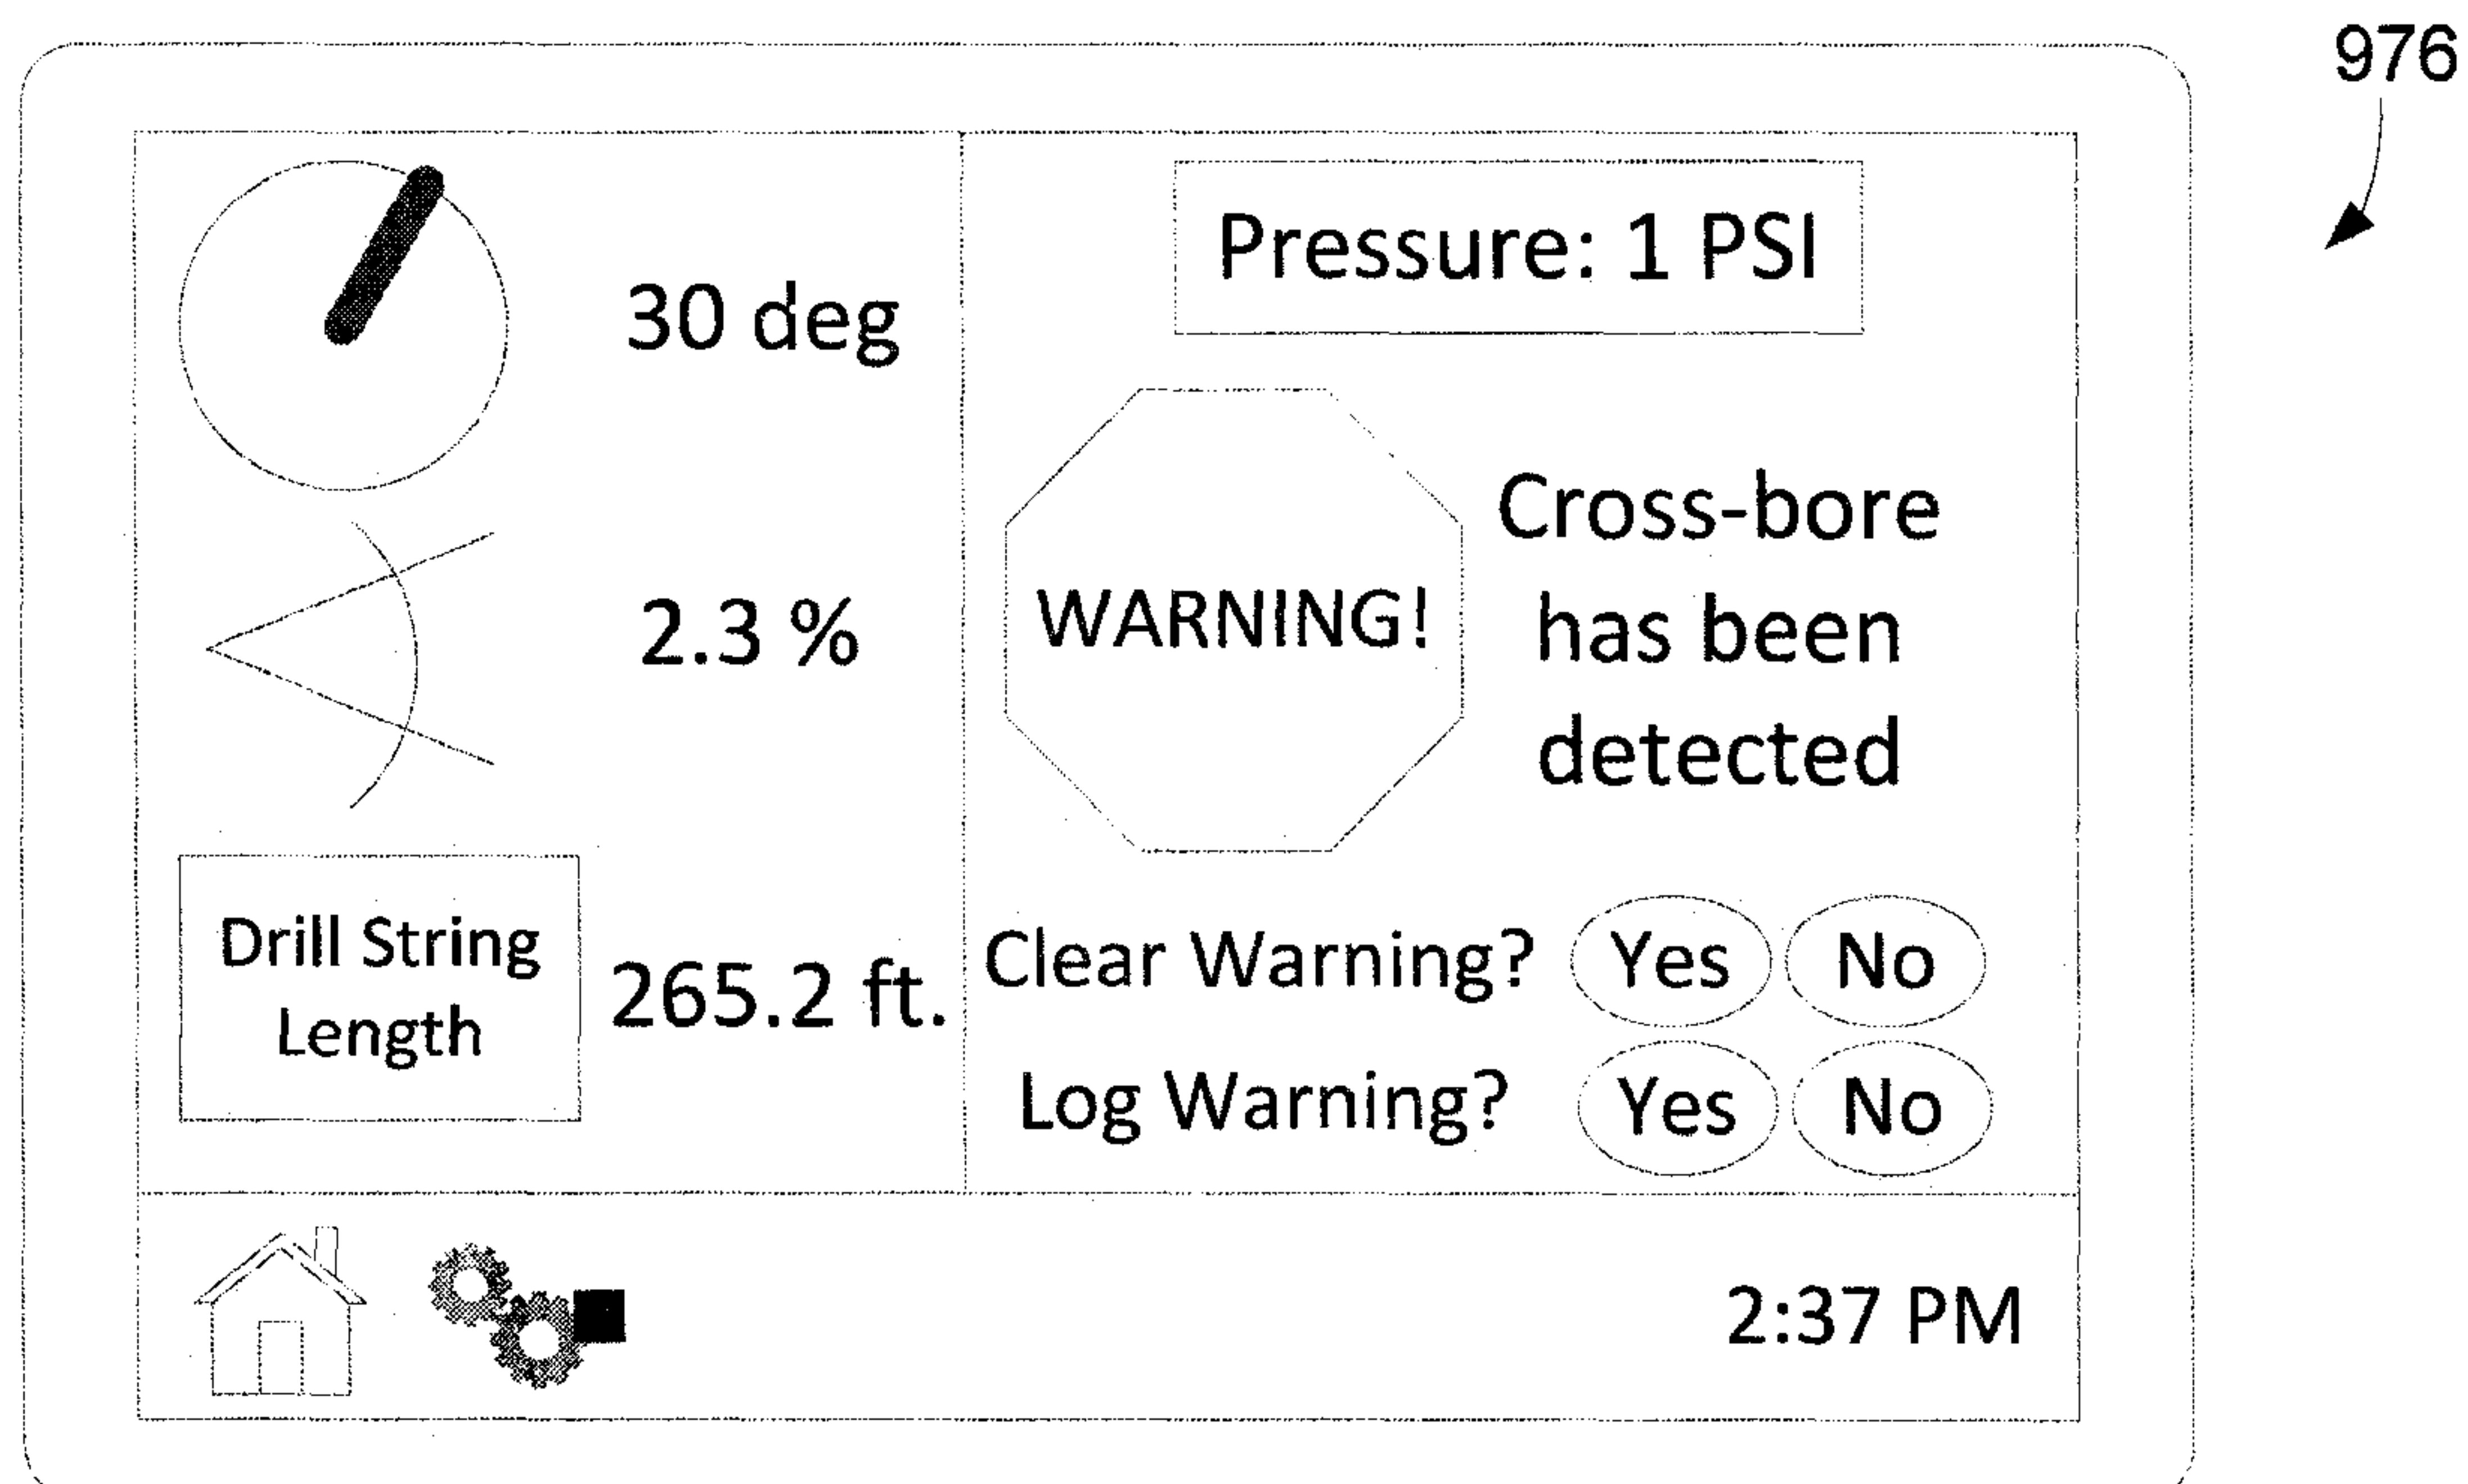 976
30 deg
2.3 %
Drill String
Length
265.2 ft.
Pressure: 1 PSI
WARNING!
Cross-bore
has been
detected
Clear Warning? Yes No
Log Warning? Yes No
2:37 PM